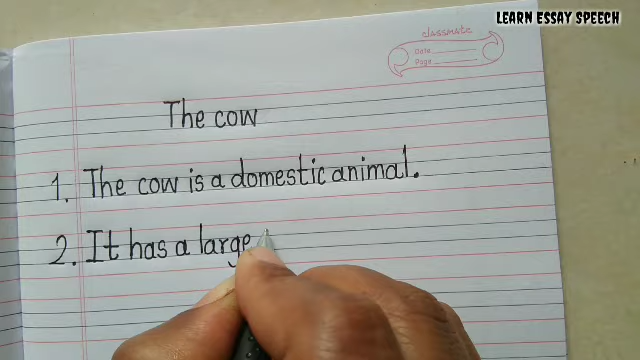 LEARN ESSAY SPEECH
classmate
Date
Page
The cow
1. The cow is a domestic animal.
2. It has a large